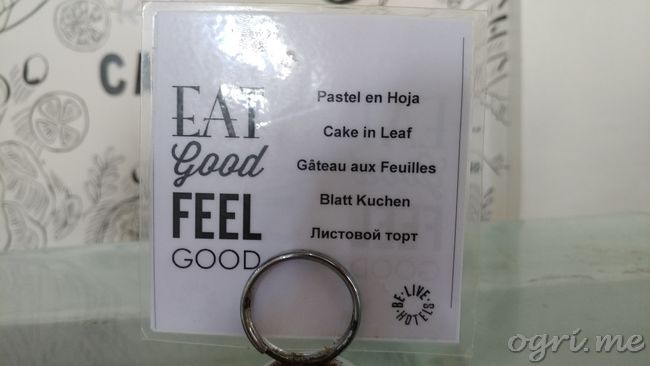 EAT
Good
FEEL
GOOD
Pastel en Hoja
Cake in Leaf
Gâteau aux Feuilles
Blatt Kuchen
Листовой торт
BE·LIVE·HOTELS
CA
ogri.me